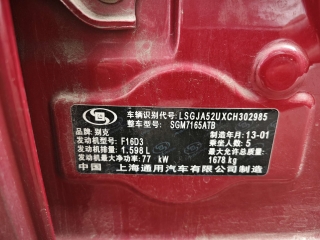 车辆识别代号: LSGJA52UXCH302985
整车型号: SGM7165ATB
品牌: 别克 制造年月: 13-01
发动机型号: F16D3 乘坐人数: 5
发动机排量: 1.598 L 最大允许总质量:
发动机最大净功率: 77 kW 1678 kg
中国 上海通用汽车有限公司制造